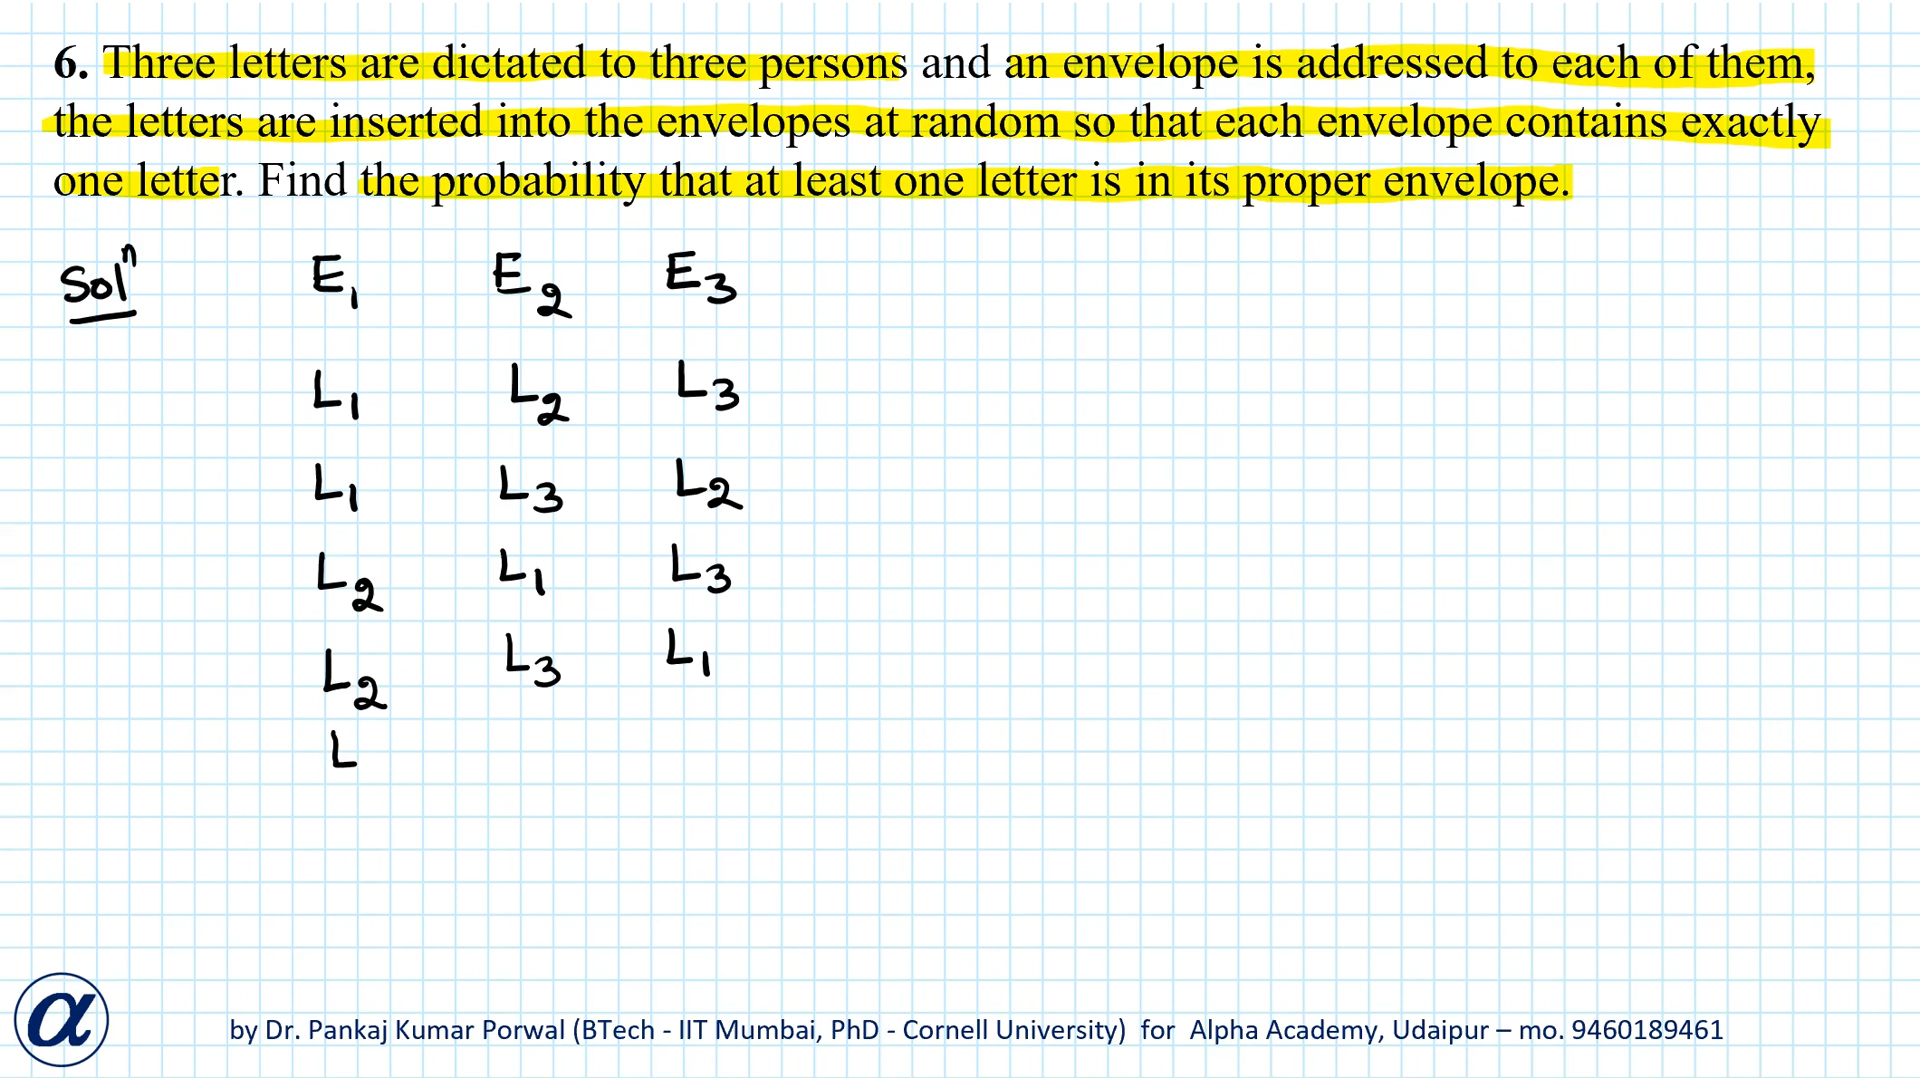 6. Three letters are dictated to three persons and an envelope is addressed to each of them,
the letters are inserted into the envelopes at random so that each envelope contains exactly
one letter. Find the probability that at least one letter is in its proper envelope.
Solⁿ E₁ E₂ E₃
L₁ L₂ L₃
L₁ L₃ L₂
L₂ L₁ L₃
L₂ L₃ L₁
L
α
by Dr. Pankaj Kumar Porwal (BTech - IIT Mumbai, PhD - Cornell University) for Alpha Academy, Udaipur – mo. 9460189461